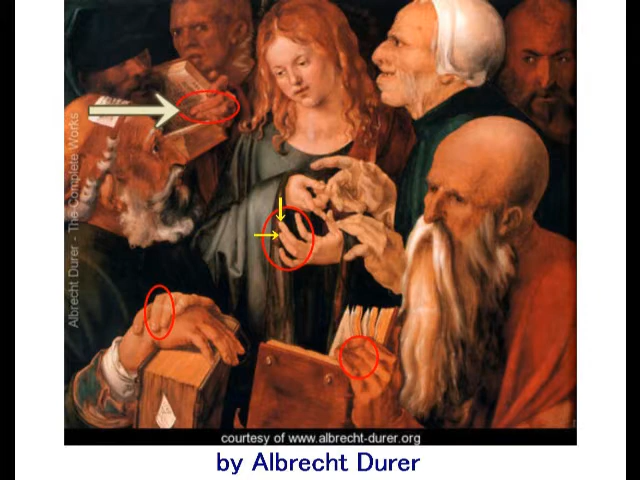 Albrecht Durer - The Complete Works
courtesy of www.albrecht-durer.org
by Albrecht Durer